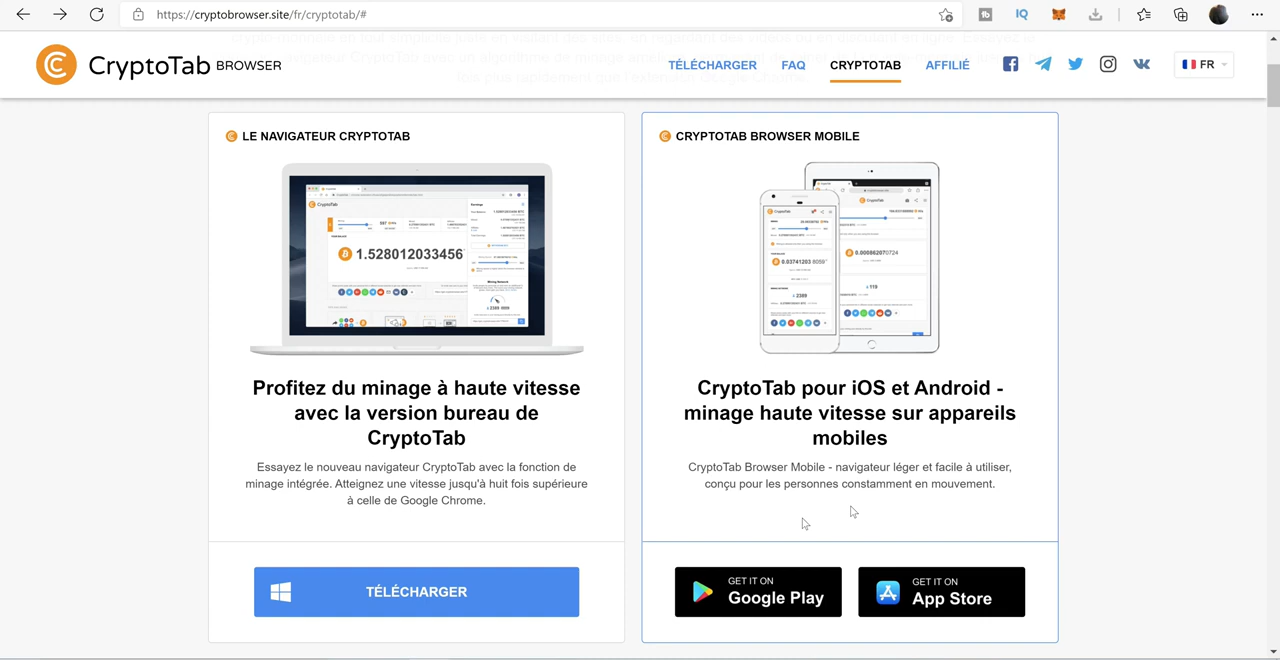 https://cryptobrowser.site/fr/cryptotab/#
CryptoTab BROWSER
TÉLÉCHARGER
FAQ
CRYPTOTAB
AFFILIÉ
FR
LE NAVIGATEUR CRYPTOTAB
1.528012033456
Profitez du minage à haute vitesse
avec la version bureau de
CryptoTab
Essayez le nouveau navigateur CryptoTab avec la fonction de
minage intégrée. Atteignez une vitesse jusqu'à huit fois supérieure
à celle de Google Chrome.
TÉLÉCHARGER
CRYPTOTAB BROWSER MOBILE
CryptoTab pour iOS et Android -
minage haute vitesse sur appareils
mobiles
CryptoTab Browser Mobile - navigateur léger et facile à utiliser,
conçu pour les personnes constamment en mouvement.
GET IT ON
Google Play
GET IT ON
App Store